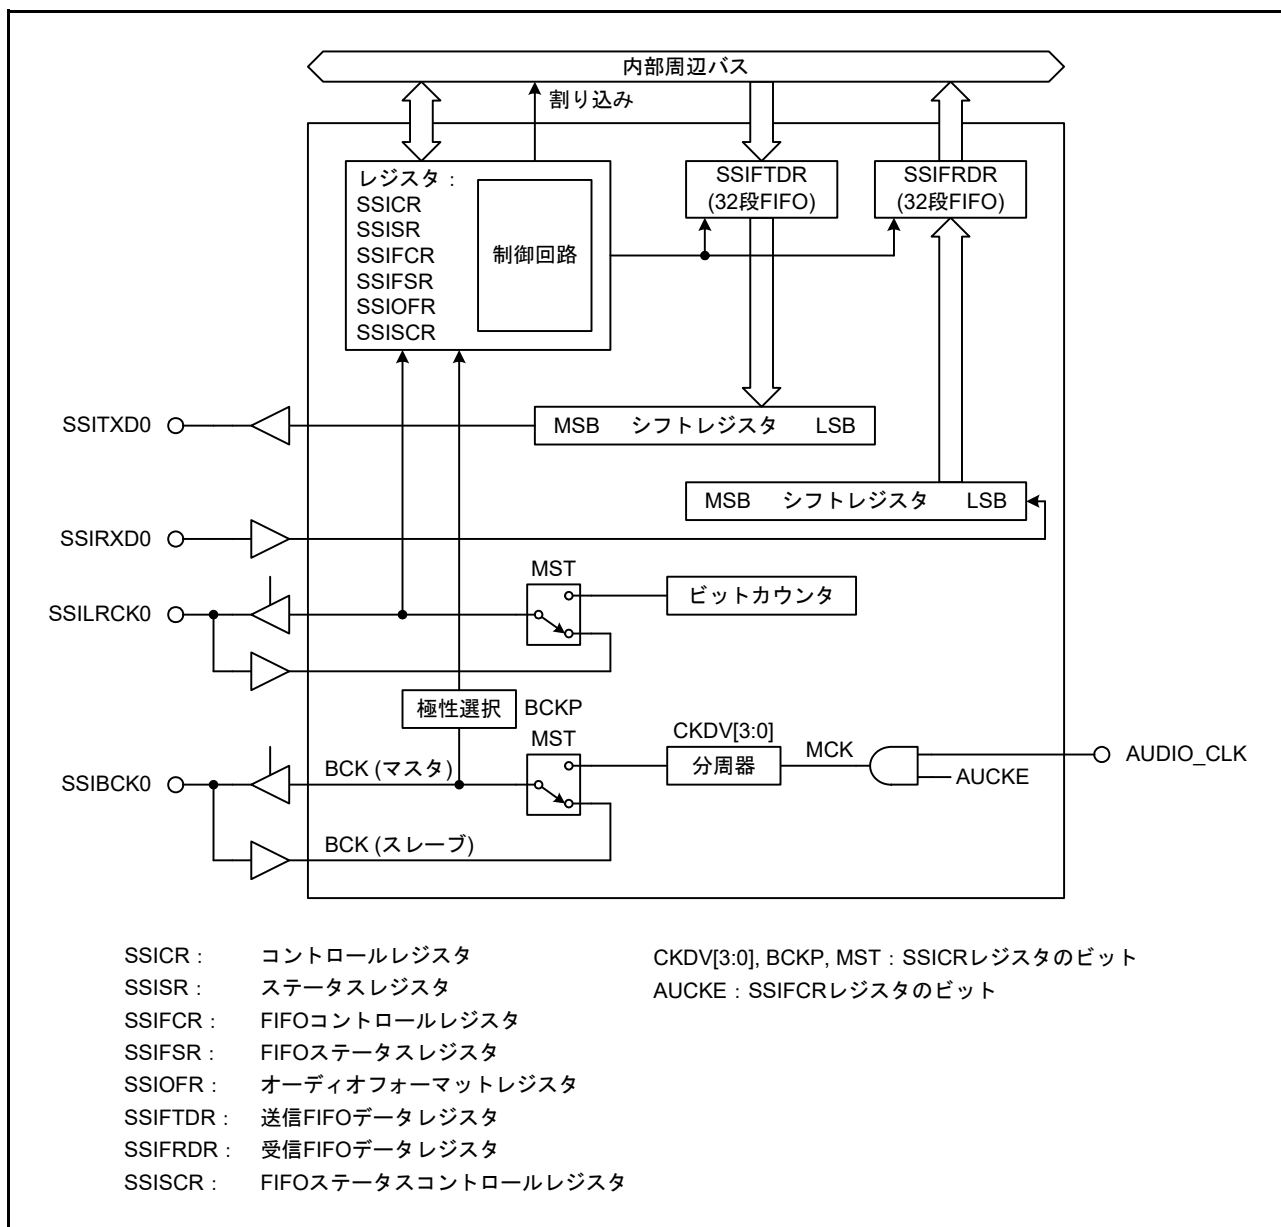 内部周辺バス
割り込み
レジスタ：
SSICR
SSISR
SSIFCR
SSIFSR
SSIOFR
SSISCR
制御回路
SSIFTDR
(32段FIFO)
SSIFRDR
(32段FIFO)
SSITXD0
MSB シフトレジスタ LSB
MSB シフトレジスタ LSB
SSIRXD0
MST
SSILRCK0
ビットカウンタ
極性選択 BCKP
MST
CKDV[3:0]
分周器
MCK
AUDIO_CLK
AUCKE
SSIBCK0
BCK (マスタ)
BCK (スレーブ)
SSICR： コントロールレジスタ
SSISR： ステータスレジスタ
SSIFCR： FIFOコントロールレジスタ
SSIFSR： FIFOステータスレジスタ
SSIOFR： オーディオフォーマットレジスタ
SSIFTDR： 送信FIFOデータレジスタ
SSIFRDR： 受信FIFOデータレジスタ
SSISCR： FIFOステータスコントロールレジスタ
CKDV[3:0], BCKP, MST：SSICRレジスタのビット
AUCKE：SSIFCRレジスタのビット